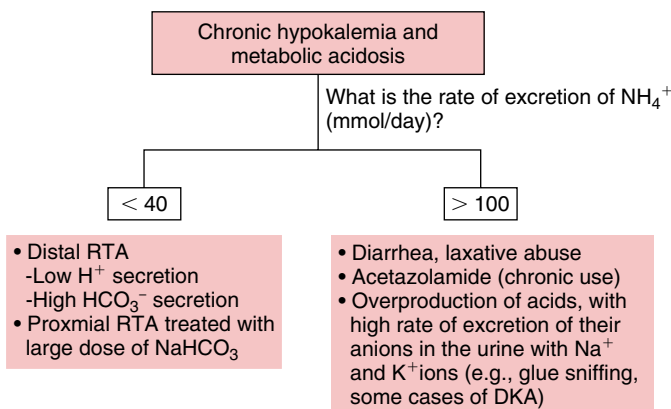 Chronic hypokalemia and
metabolic acidosis
What is the rate of excretion of NH₄⁺
(mmol/day)?
< 40
> 100
• Distal RTA
-Low H⁺ secretion
-High HCO₃⁻ secretion
• Proxmial RTA treated with
large dose of NaHCO₃
• Diarrhea, laxative abuse
• Acetazolamide (chronic use)
• Overproduction of acids, with
high rate of excretion of their
anions in the urine with Na⁺
and K⁺ions (e.g., glue sniffing,
some cases of DKA)